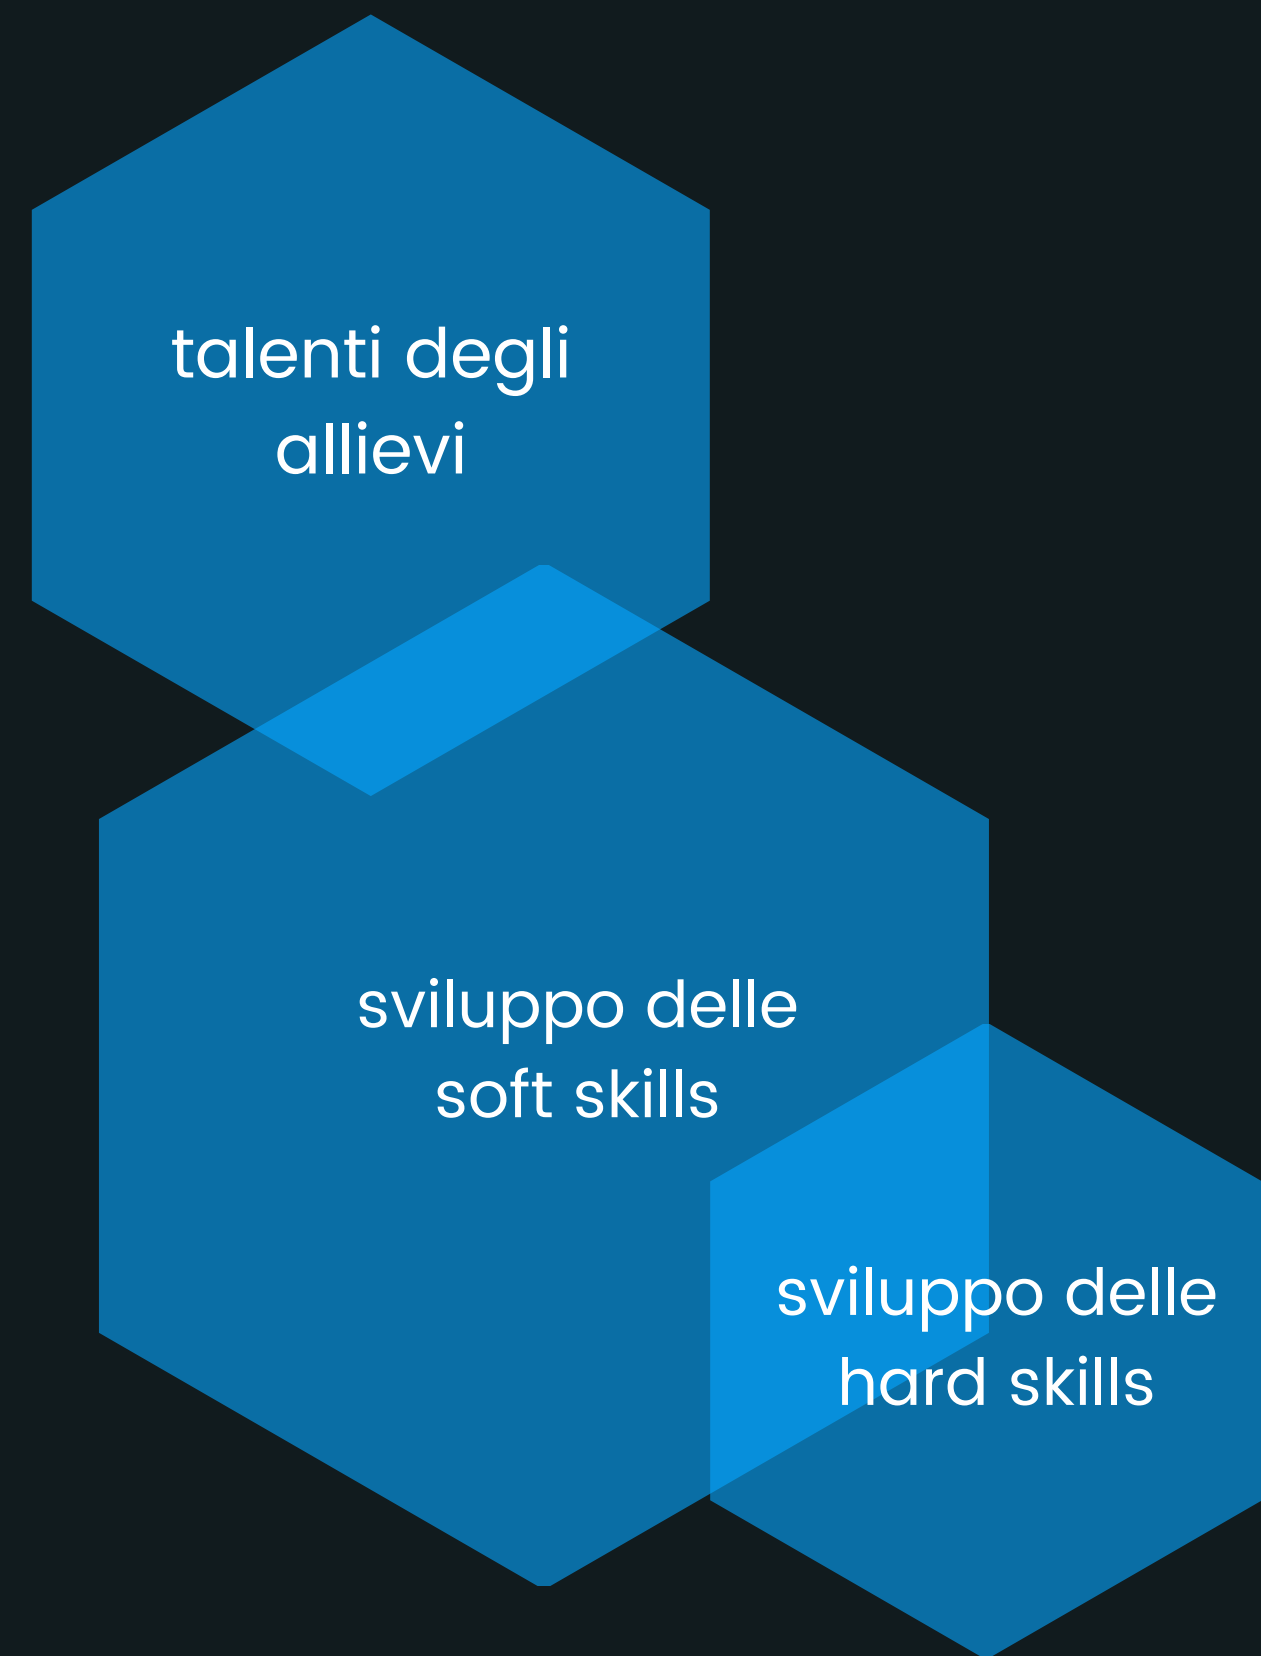 talenti degli
allievi
sviluppo delle
soft skills
sviluppo delle
hard skills